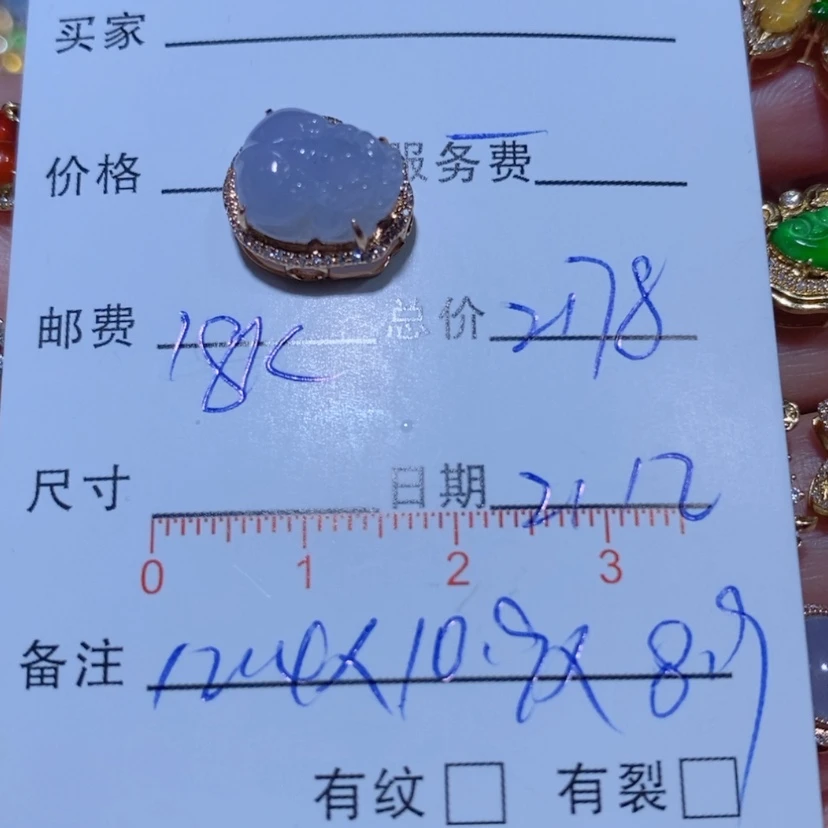 买家
价格 服务费
邮费 18K 总价 2178
尺寸 日期 21 12
0 1 2 3
备注 12.4X10.9X8.9
有纹 有裂